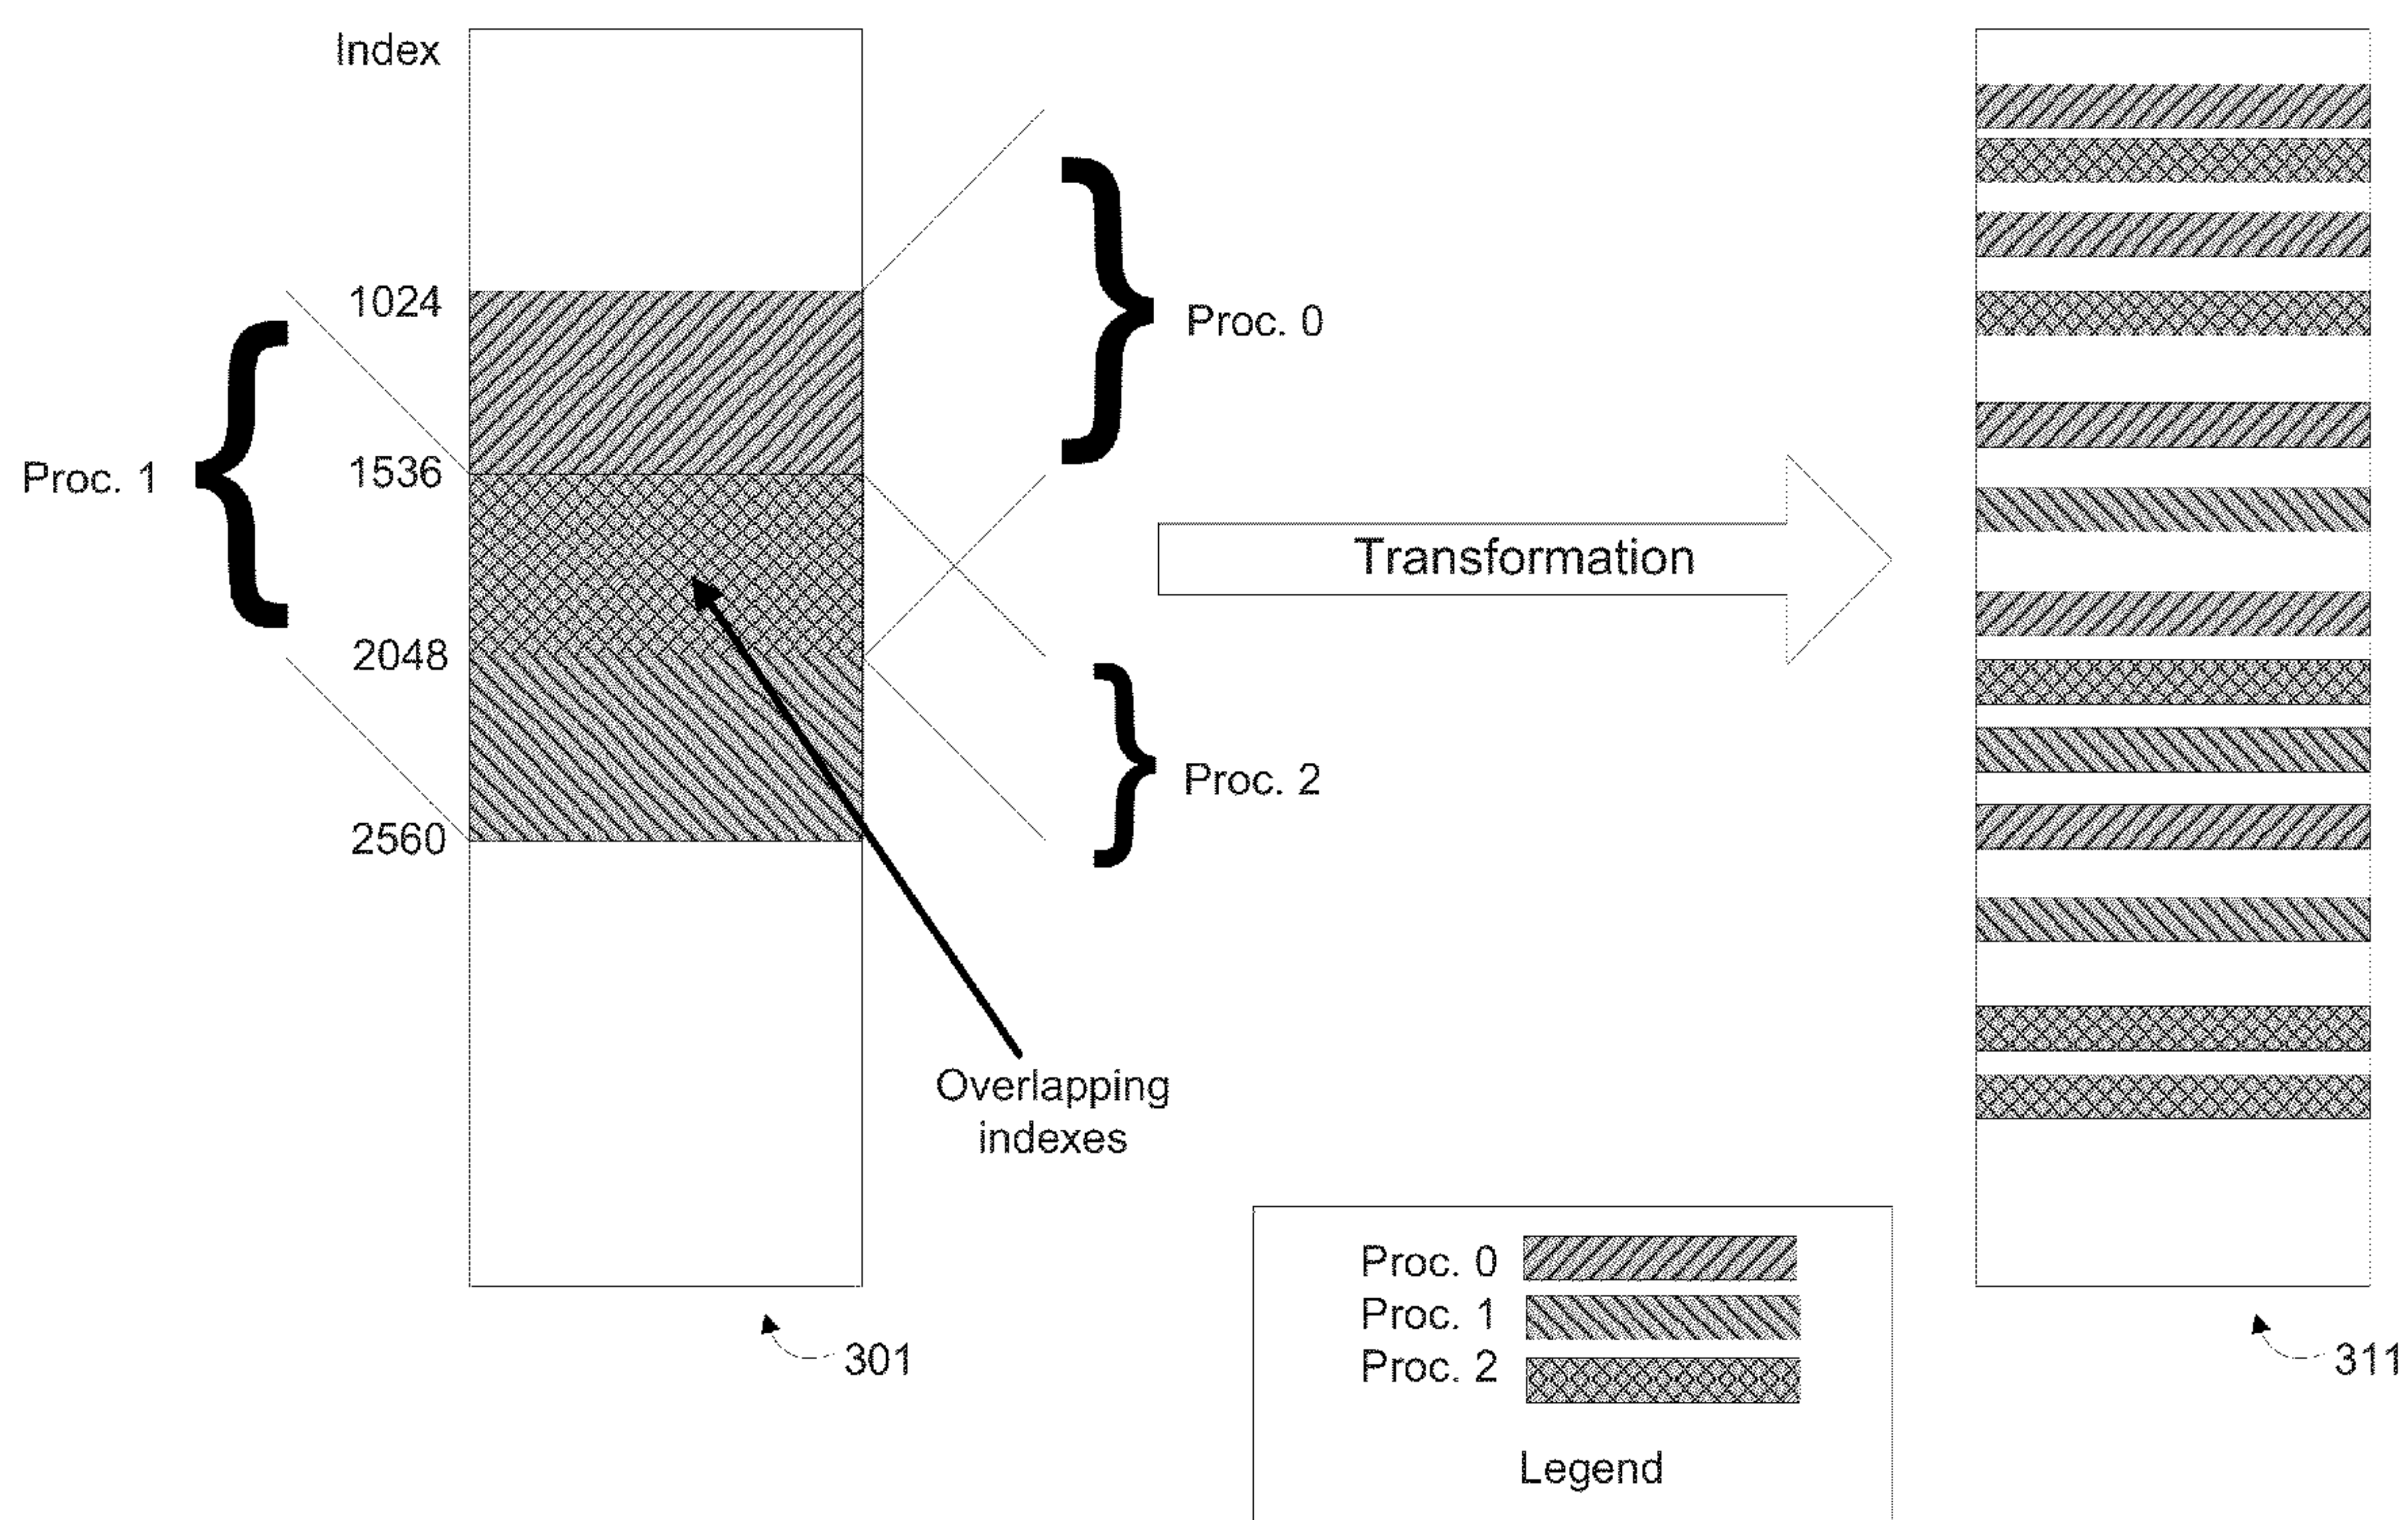 Index
1024
Proc. 0
1536
Proc. 1
Transformation
2048
Proc. 2
2560
Overlapping
indexes
Proc. 0
Proc. 1
Proc. 2
Legend
301
311